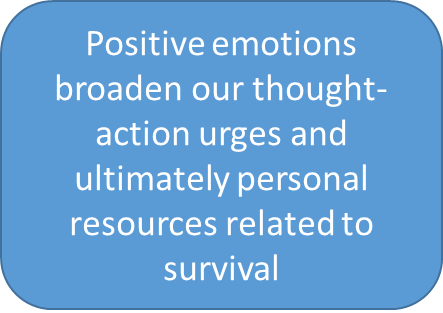 Positive emotions
broaden our thought-
action urges and
ultimately personal
resources related to
survival